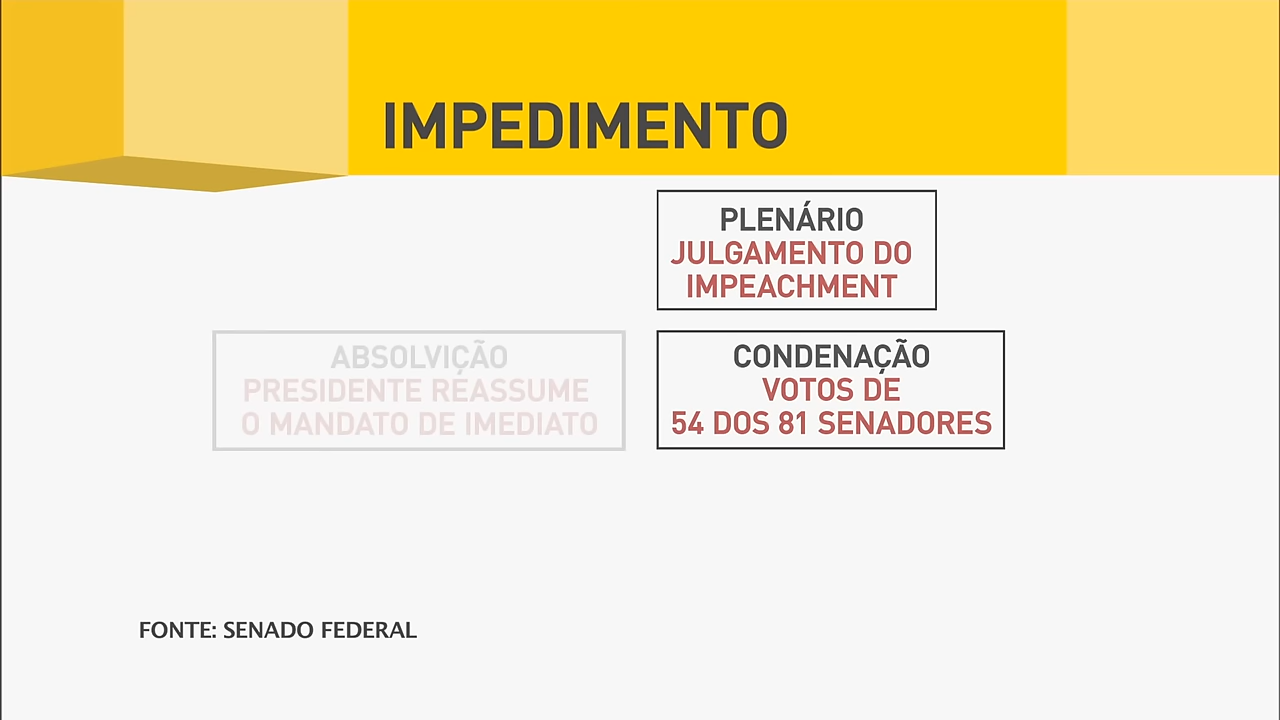 IMPEDIMENTO
PLENÁRIO
JULGAMENTO DO
IMPEACHMENT
ABSOLVIÇÃO
PRESIDENTE REASSUME
O MANDATO DE IMEDIATO
CONDENAÇÃO
VOTOS DE
54 DOS 81 SENADORES
FONTE: SENADO FEDERAL